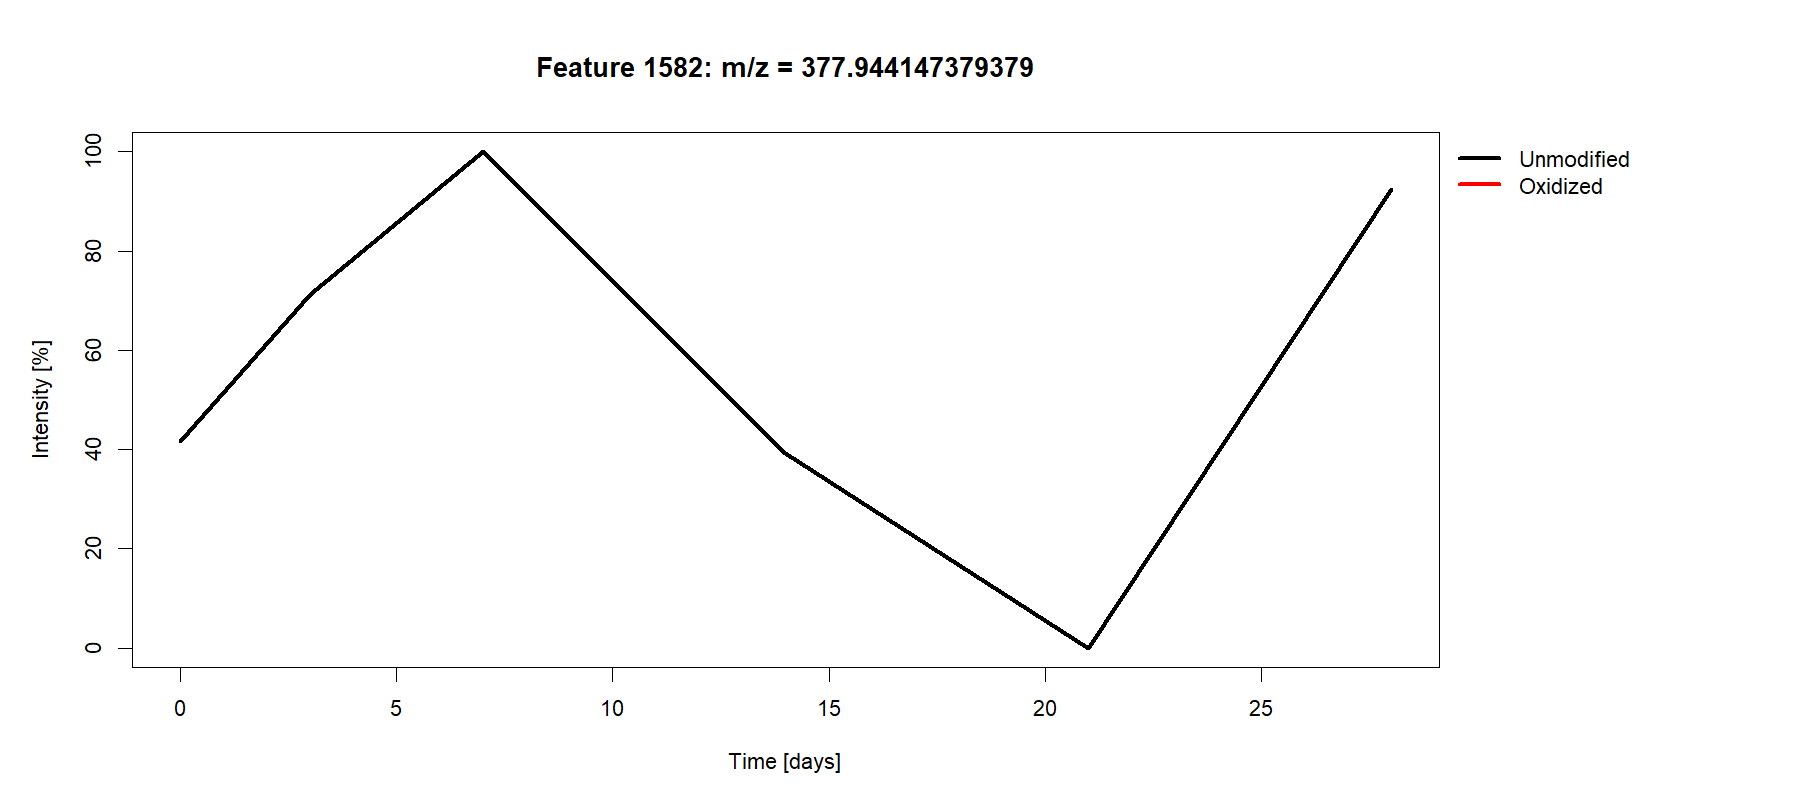 Feature 1582: m/z = 377.944147379379
Unmodified
Oxidized
Intensity [%]
100
80
60
40
20
0
0 5 10 15 20 25
Time [days]